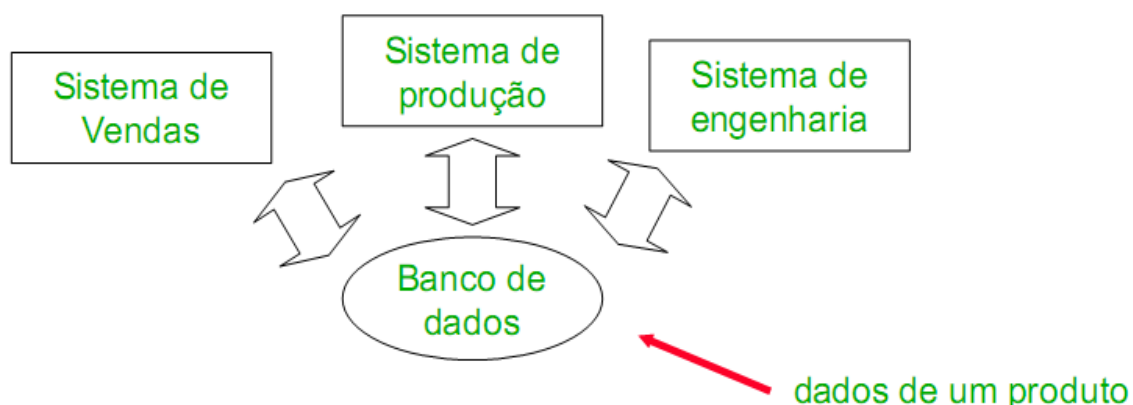 Sistema de
Vendas
Sistema de
produção
Sistema de
engenharia
Banco de
dados
dados de um produto